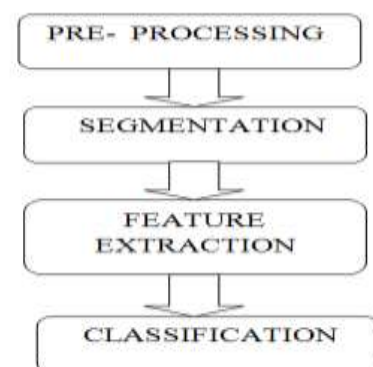 PRE- PROCESSING
SEGMENTATION
FEATURE
EXTRACTION
CLASSIFICATION